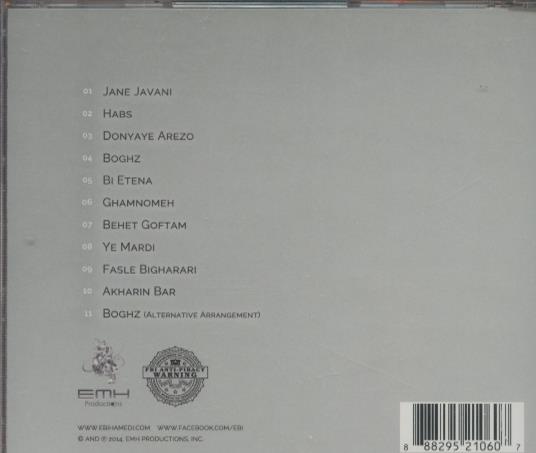 01 Jane Javani
02 Habs
03 Donyaye Arezo
04 Boghz
05 Bi Etena
06 Ghamnomeh
07 Behet Goftam
08 Ye Mardi
09 Fasle Bigharari
10 Akharin Bar
11 Boghz (Alternative Arrangement)
EMH
Productions
FBI ANTI-PIRACY
WARNING
WWW.EBIHAMEDI.COM WWW.FACEBOOK.COM/EBI
© AND ℗ 2014, EMH PRODUCTIONS, INC.
8 88295 21060 7